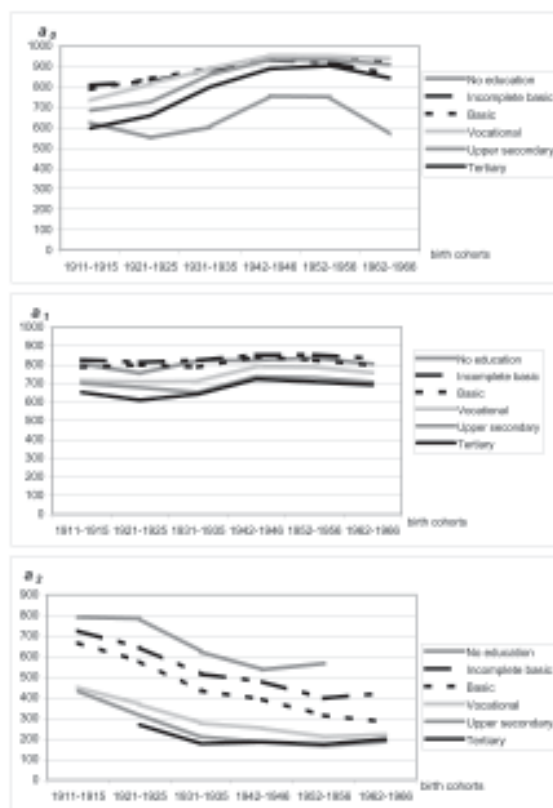 a 0
1000
900
800
700
600
500
400
300
200
100
0
1911-1915 1921-1925 1931-1935 1942-1946 1952-1956 1962-1966
birth cohorts
No education
Incomplete basic
Basic
Vocational
Upper secondary
Tertiary
a 1
1000
900
800
700
600
500
400
300
200
100
0
1911-1915 1921-1925 1931-1935 1942-1946 1952-1956 1962-1966
birth cohorts
No education
Incomplete basic
Basic
Vocational
Upper secondary
Tertiary
a 2
900
800
700
600
500
400
300
200
100
0
1911-1915 1921-1925 1931-1935 1942-1946 1952-1956 1962-1966
birth cohorts
No education
Incomplete basic
Basic
Vocational
Upper secondary
Tertiary